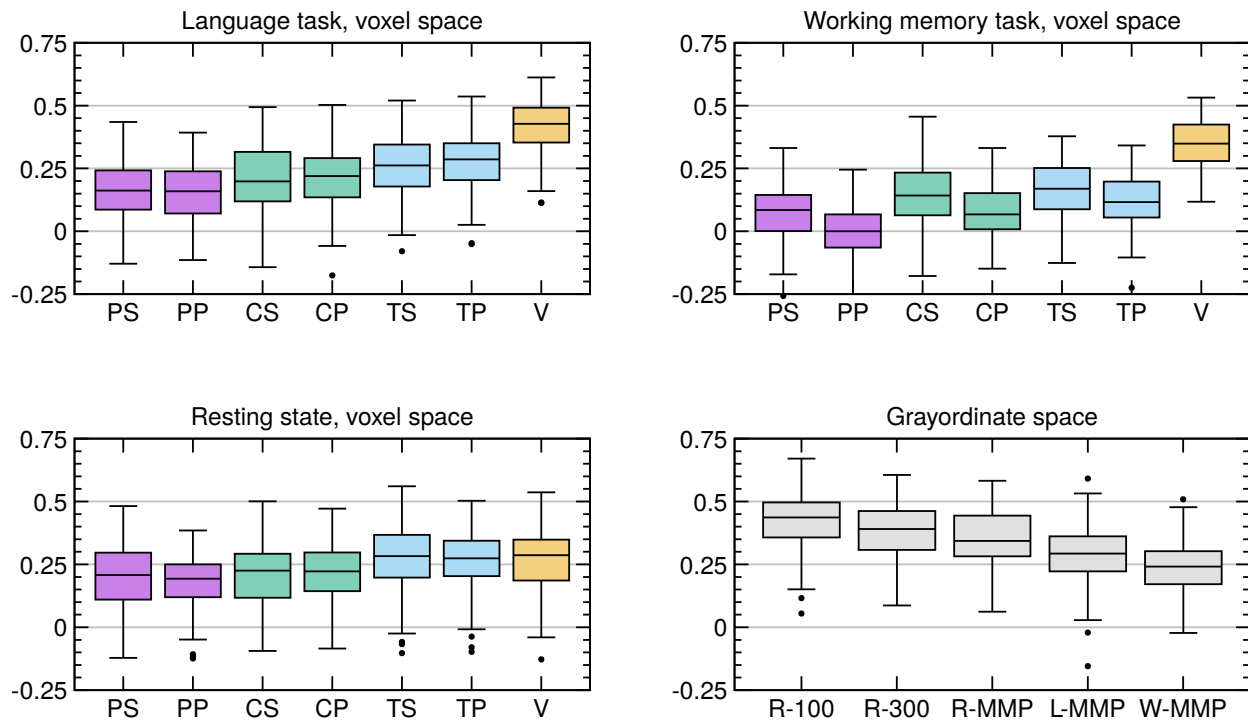 Language task, voxel space
0.75
0.5
0.25
0
-0.25
PS PP CS CP TS TP V
Working memory task, voxel space
0.75
0.5
0.25
0
-0.25
PS PP CS CP TS TP V
Resting state, voxel space
0.75
0.5
0.25
0
-0.25
PS PP CS CP TS TP V
Grayordinate space
0.75
0.5
0.25
0
-0.25
R-100 R-300 R-MMP L-MMP W-MMP